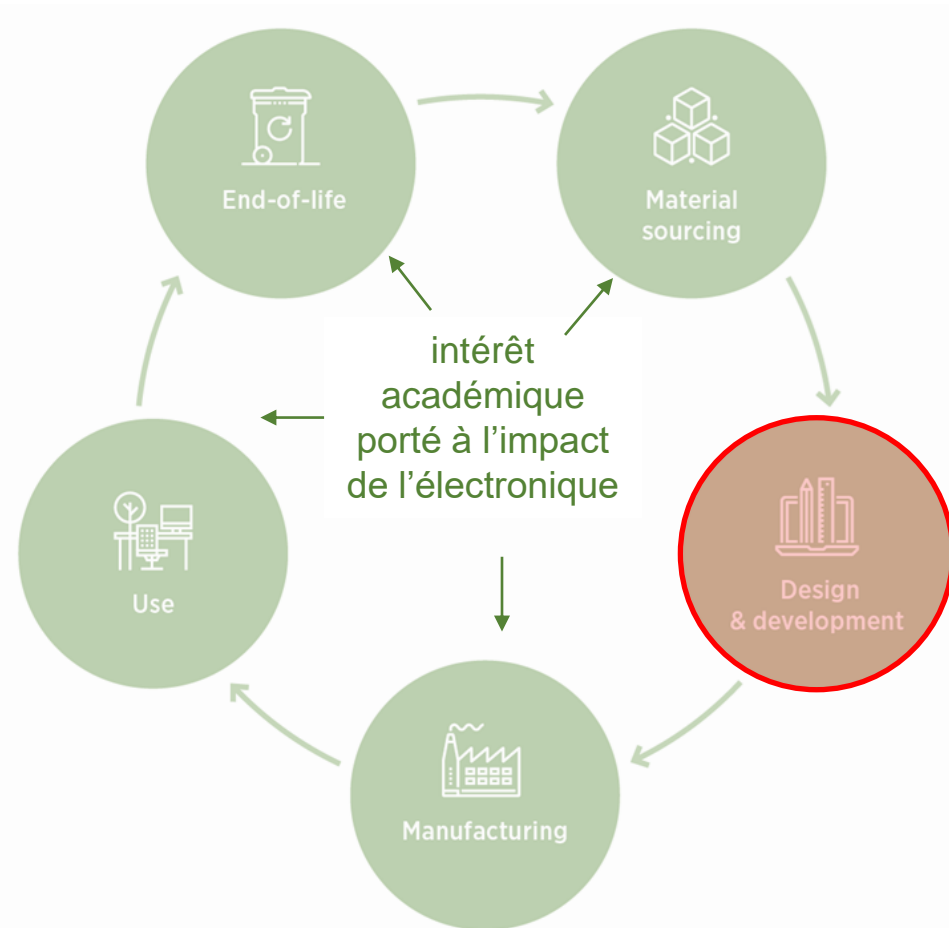 End-of-life
Material
sourcing
intérêt
académique
porté à l’impact
de l’électronique
Use
Design
& development
Manufacturing